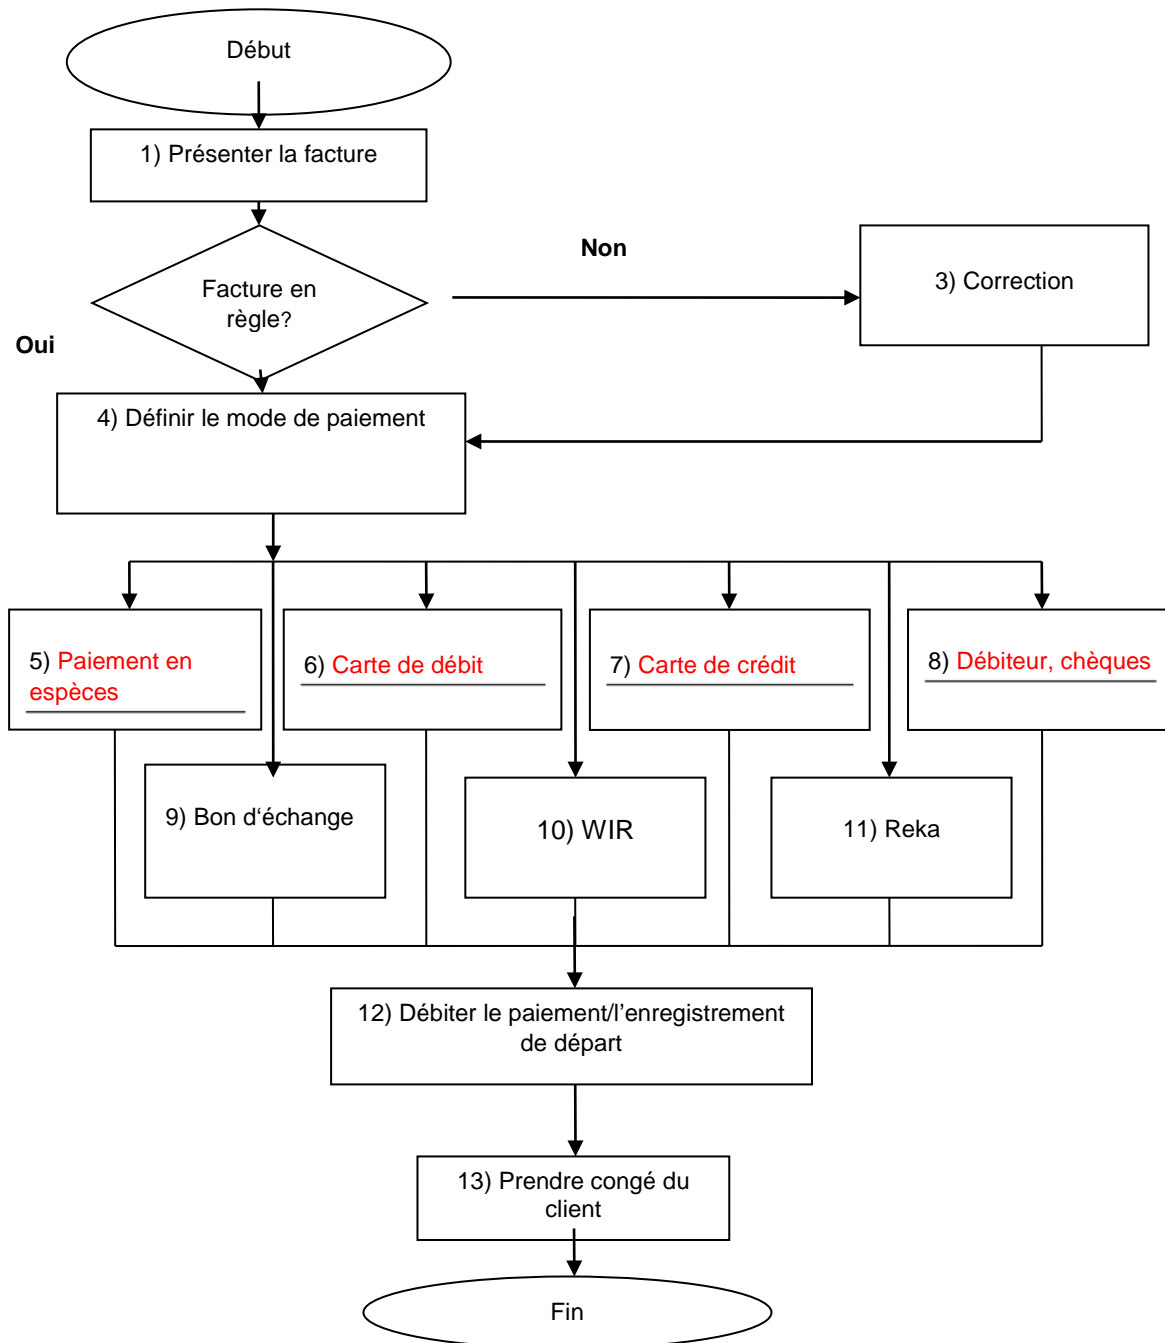 Début
1) Présenter la facture
Non
Facture en
règle?
3) Correction
Oui
4) Définir le mode de paiement
5) Paiement en
espèces
6) Carte de débit
7) Carte de crédit
8) Débiteur, chèques
9) Bon d‘échange
10) WIR
11) Reka
12) Débiter le paiement/l’enregistrement
de départ
13) Prendre congé du
client
Fin